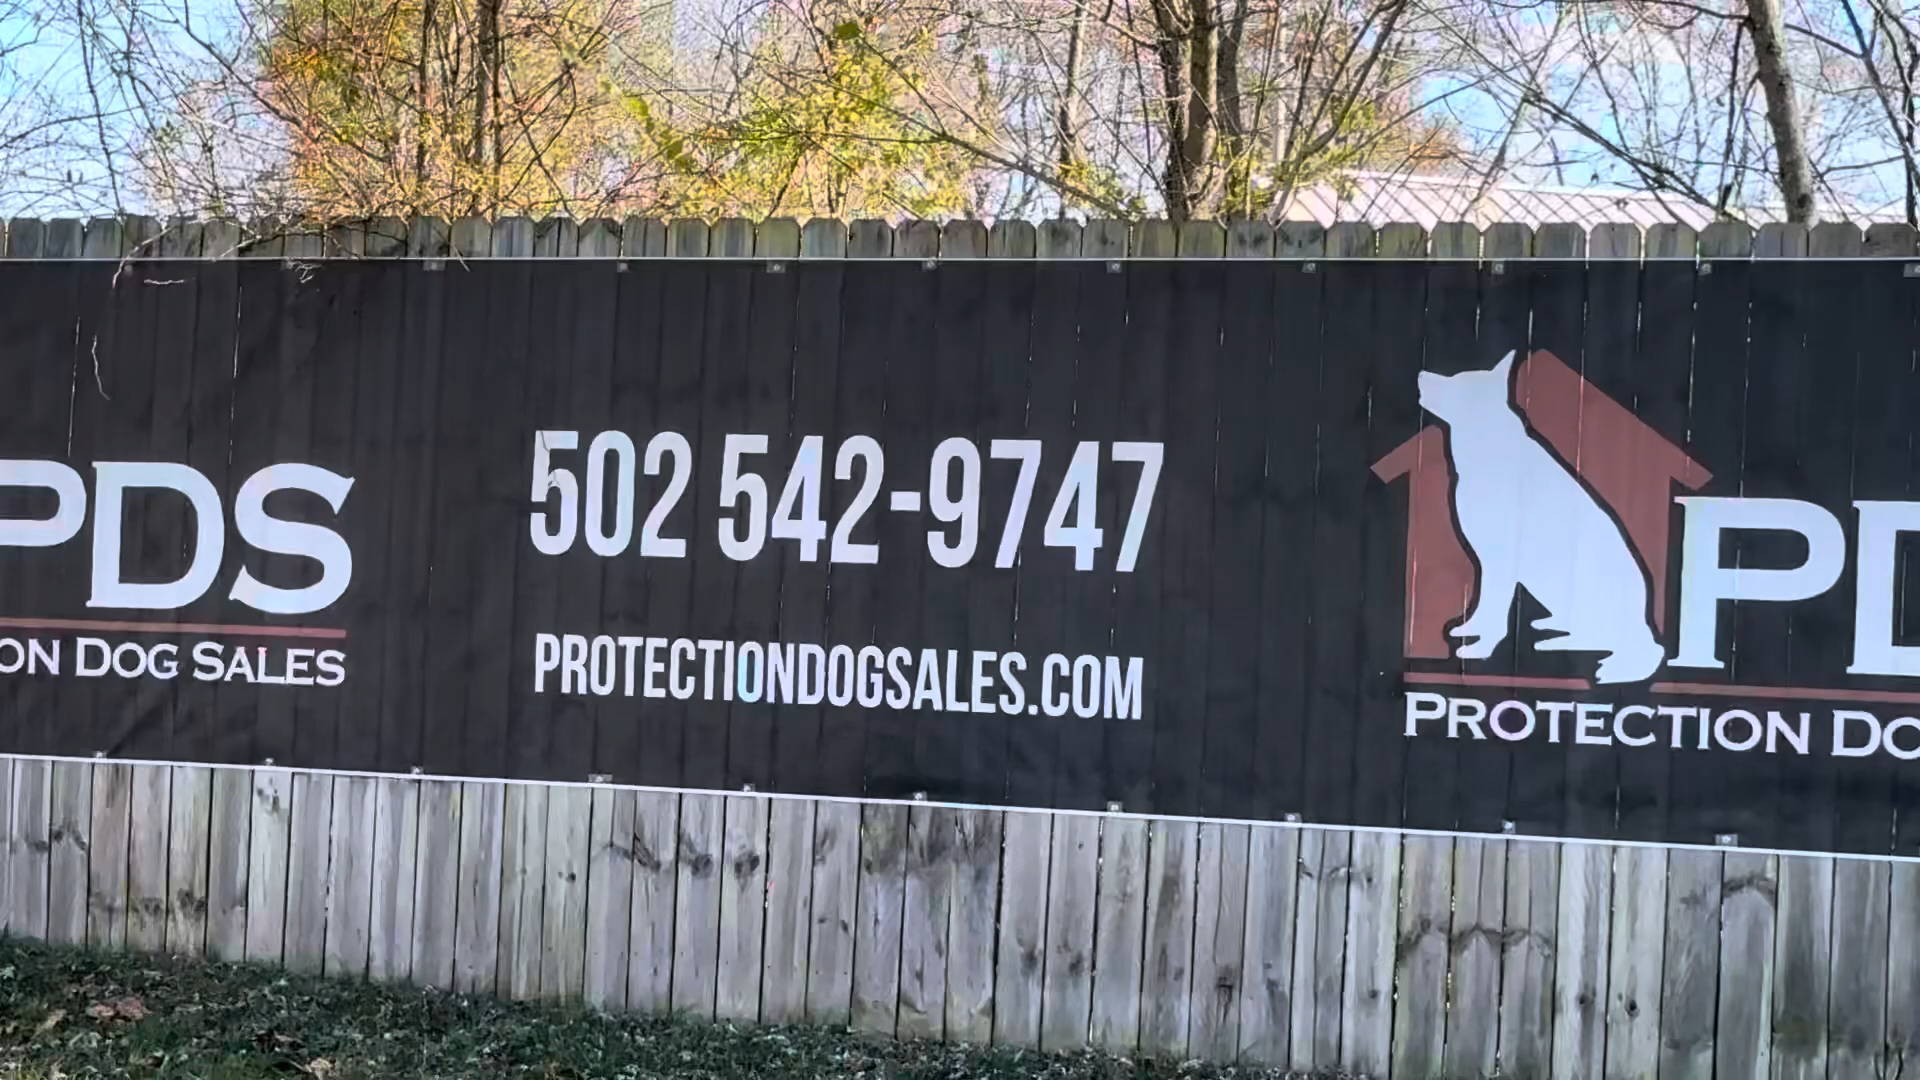 PDS
ON DOG SALES
502 542-9747
PROTECTIONDOGSALES.COM
PD
PROTECTION DO